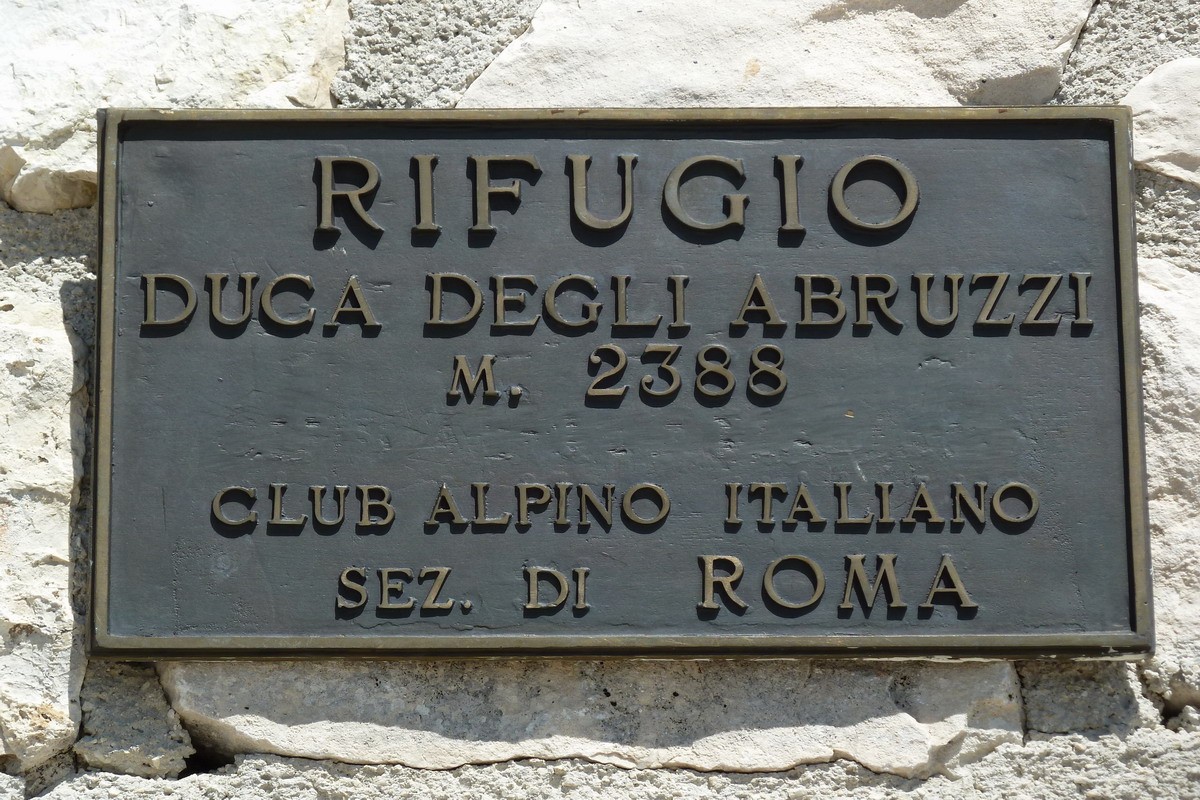 RIFUGIO
DUCA DEGLI ABRUZZI
M. 2388
CLUB ALPINO ITALIANO
SEZ. DI ROMA